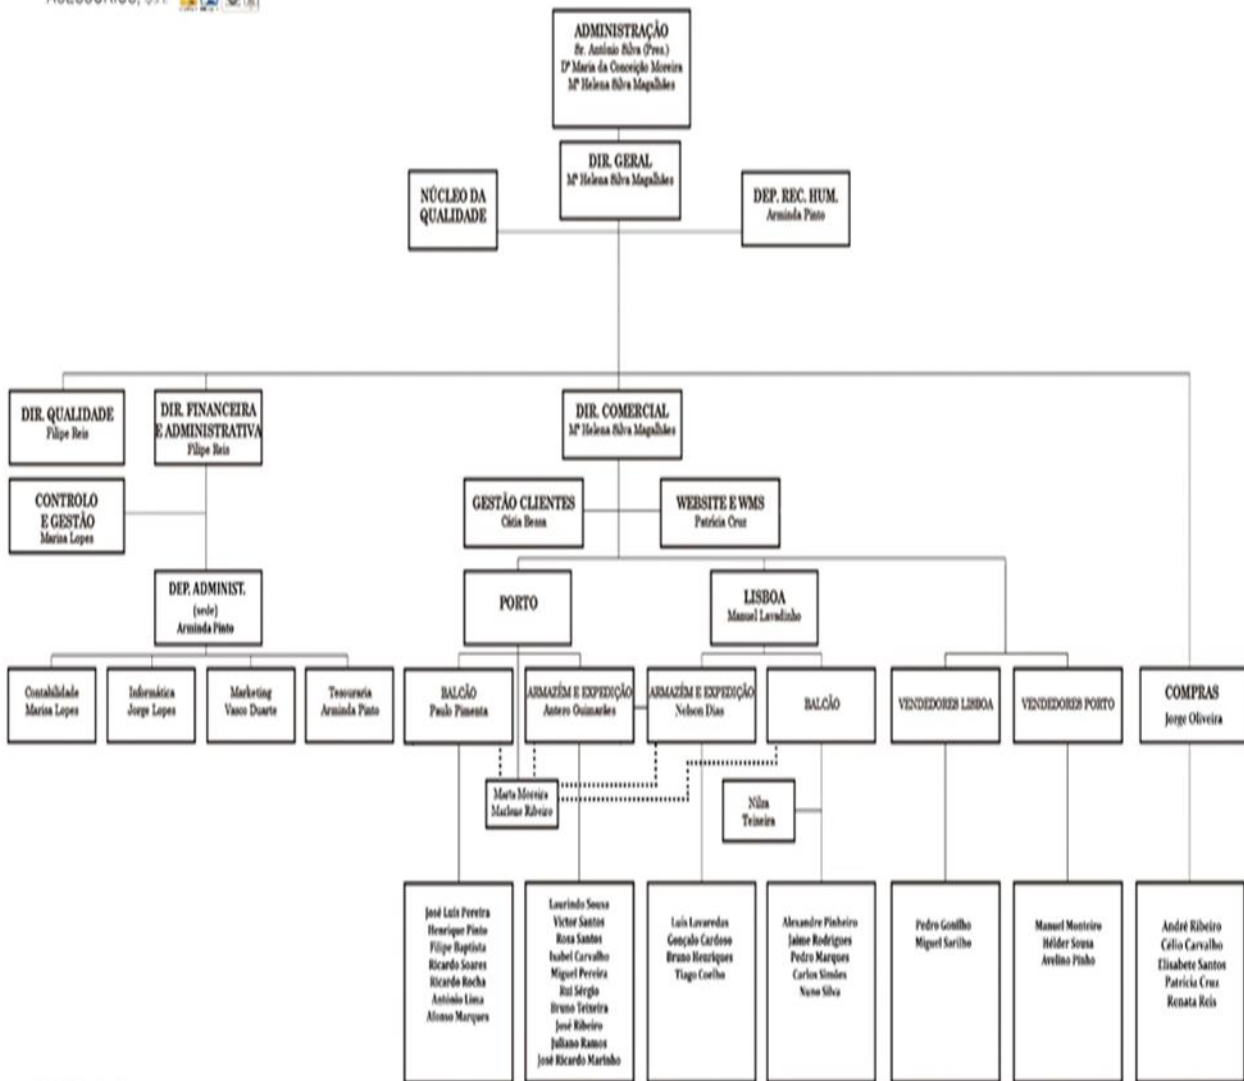 ADMINISTRAÇÃO
Sr. António Silva (Pres.)
Dª Maria da Conceição Moreira
Mª Helena Silva Magalhães
DIR. GERAL
Mª Helena Silva Magalhães
NÚCLEO DA
QUALIDADE
DEP. REC. HUM.
Arminda Pinto
DIR. QUALIDADE
Filipe Reis
DIR. FINANCEIRA
E ADMINISTRATIVA
Filipe Reis
DIR. COMERCIAL
Mª Helena Silva Magalhães
CONTROLO
E GESTÃO
Marisa Lopes
GESTÃO CLIENTES
Cátia Bessa
WEBSITE E WMS
Patrícia Cruz
DEP. ADMINIST.
(sede)
Arminda Pinto
PORTO
LISBOA
Manuel Lavadinho
Contabilidade
Marisa Lopes
Informática
Jorge Lopes
Marketing
Vasco Duarte
Tesouraria
Arminda Pinto
BALCÃO
Paulo Pimenta
ARMAZÉM E EXPEDIÇÃO
Antero Guimarães
ARMAZÉM E EXPEDIÇÃO
Nelson Dias
BALCÃO
VENDEDORES LISBOA
VENDEDORES PORTO
COMPRAS
Jorge Oliveira
Marta Moreira
Marlene Ribeiro
Nilza
Teixeira
José Luis Pereira
Henrique Pinto
Filipe Baptista
Ricardo Soares
Ricardo Rocha
António Lima
Afonso Marques
Laurindo Sousa
Victor Santos
Rosa Santos
Isabel Carvalho
Miguel Pereira
Rui Sérgio
Bruno Teixeira
José Ribeiro
Juliano Ramos
José Ricardo Marinho
Luís Lavaredas
Gonçalo Cardoso
Bruno Henriques
Tiago Coelho
Alexandre Pinheiro
Jaime Rodrigues
Pedro Marques
Carlos Simões
Nuno Silva
Pedro Gonilho
Miguel Sarilho
Manuel Monteiro
Hélder Sousa
Avelino Pinho
André Ribeiro
Célio Carvalho
Elisabete Santos
Patrícia Cruz
Renata Reis